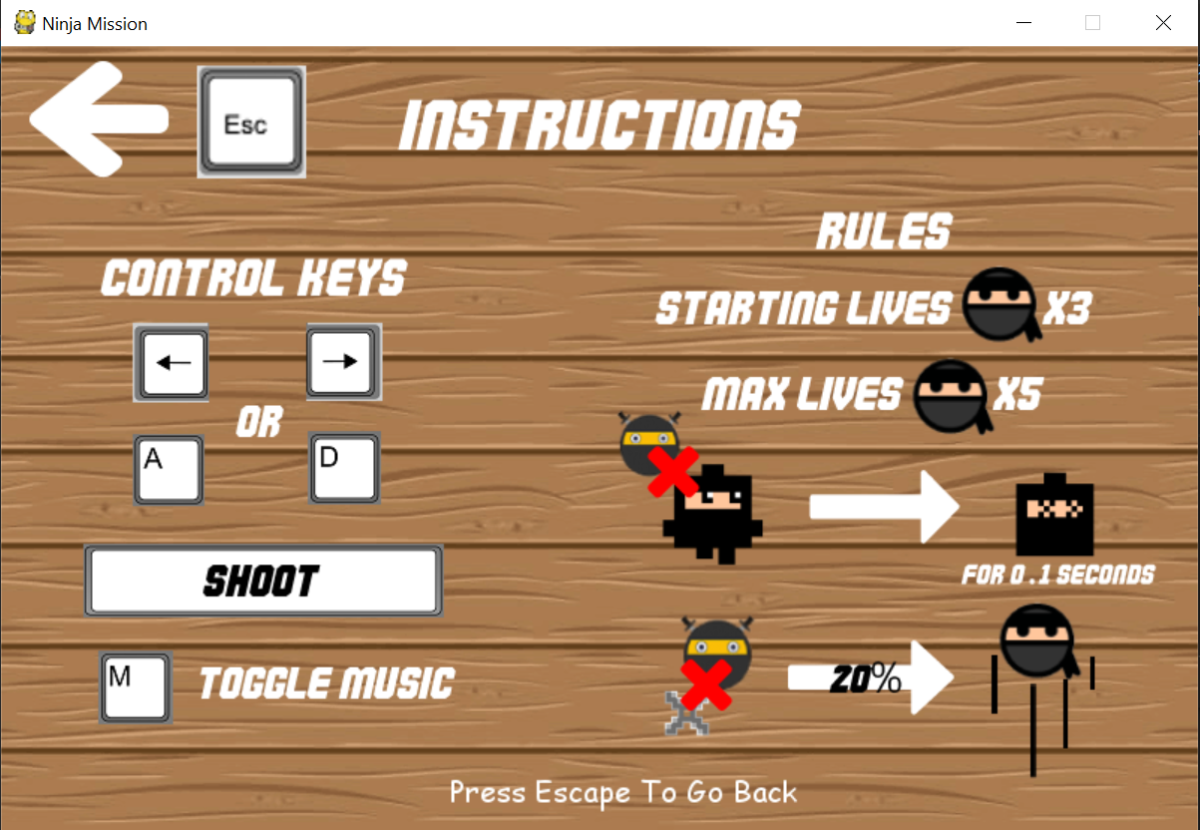 Ninja Mission
Esc
INSTRUCTIONS
CONTROL KEYS
←
→
OR
A
D
SHOOT
M
TOGGLE MUSIC
RULES
STARTING LIVES X3
MAX LIVES X5
FOR 0.1 SECONDS
20%
Press Escape To Go Back